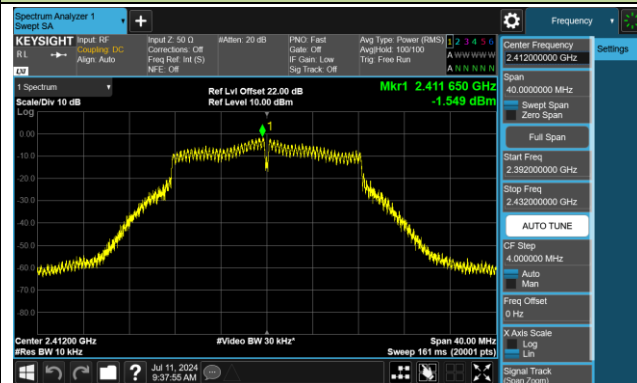 Spectrum Analyzer 1
Swept SA
Frequency
KEYSIGHT
RL
LXI
Input: RF
Coupling: DC
Align: Auto
Input Z: 50 Ω
Corrections: Off
Freq Ref: Int (S)
NFE: Off
#Atten: 20 dB
PNO: Fast
Gate: Off
IF Gain: Low
Sig Track: Off
Avg Type: Power (RMS)
Avg|Hold: 100/100
Trig: Free Run
1 2 3 4 5 6
A W W W W W
A N N N N N
1 Spectrum
Scale/Div 10 dB
Log
Ref Lvl Offset 22.00 dB
Ref Level 10.00 dBm
Mkr1 2.411 650 GHz
-1.549 dBm
1
0.00
-10.0
-20.0
-30.0
-40.0
-50.0
-60.0
-70.0
-80.0
Center 2.41200 GHz
#Res BW 10 kHz
#Video BW 30 kHz*
Span 40.00 MHz
Sweep 161 ms (20001 pts)
Jul 11, 2024
9:37:55 AM
Center Frequency
2.412000000 GHz
Settings
Span
40.0000000 MHz
Swept Span
Zero Span
Full Span
Start Freq
2.392000000 GHz
Stop Freq
2.432000000 GHz
AUTO TUNE
CF Step
4.000000 MHz
Auto
Man
Freq Offset
0 Hz
X Axis Scale
Log
Lin
Signal Track
(Span Zoom)